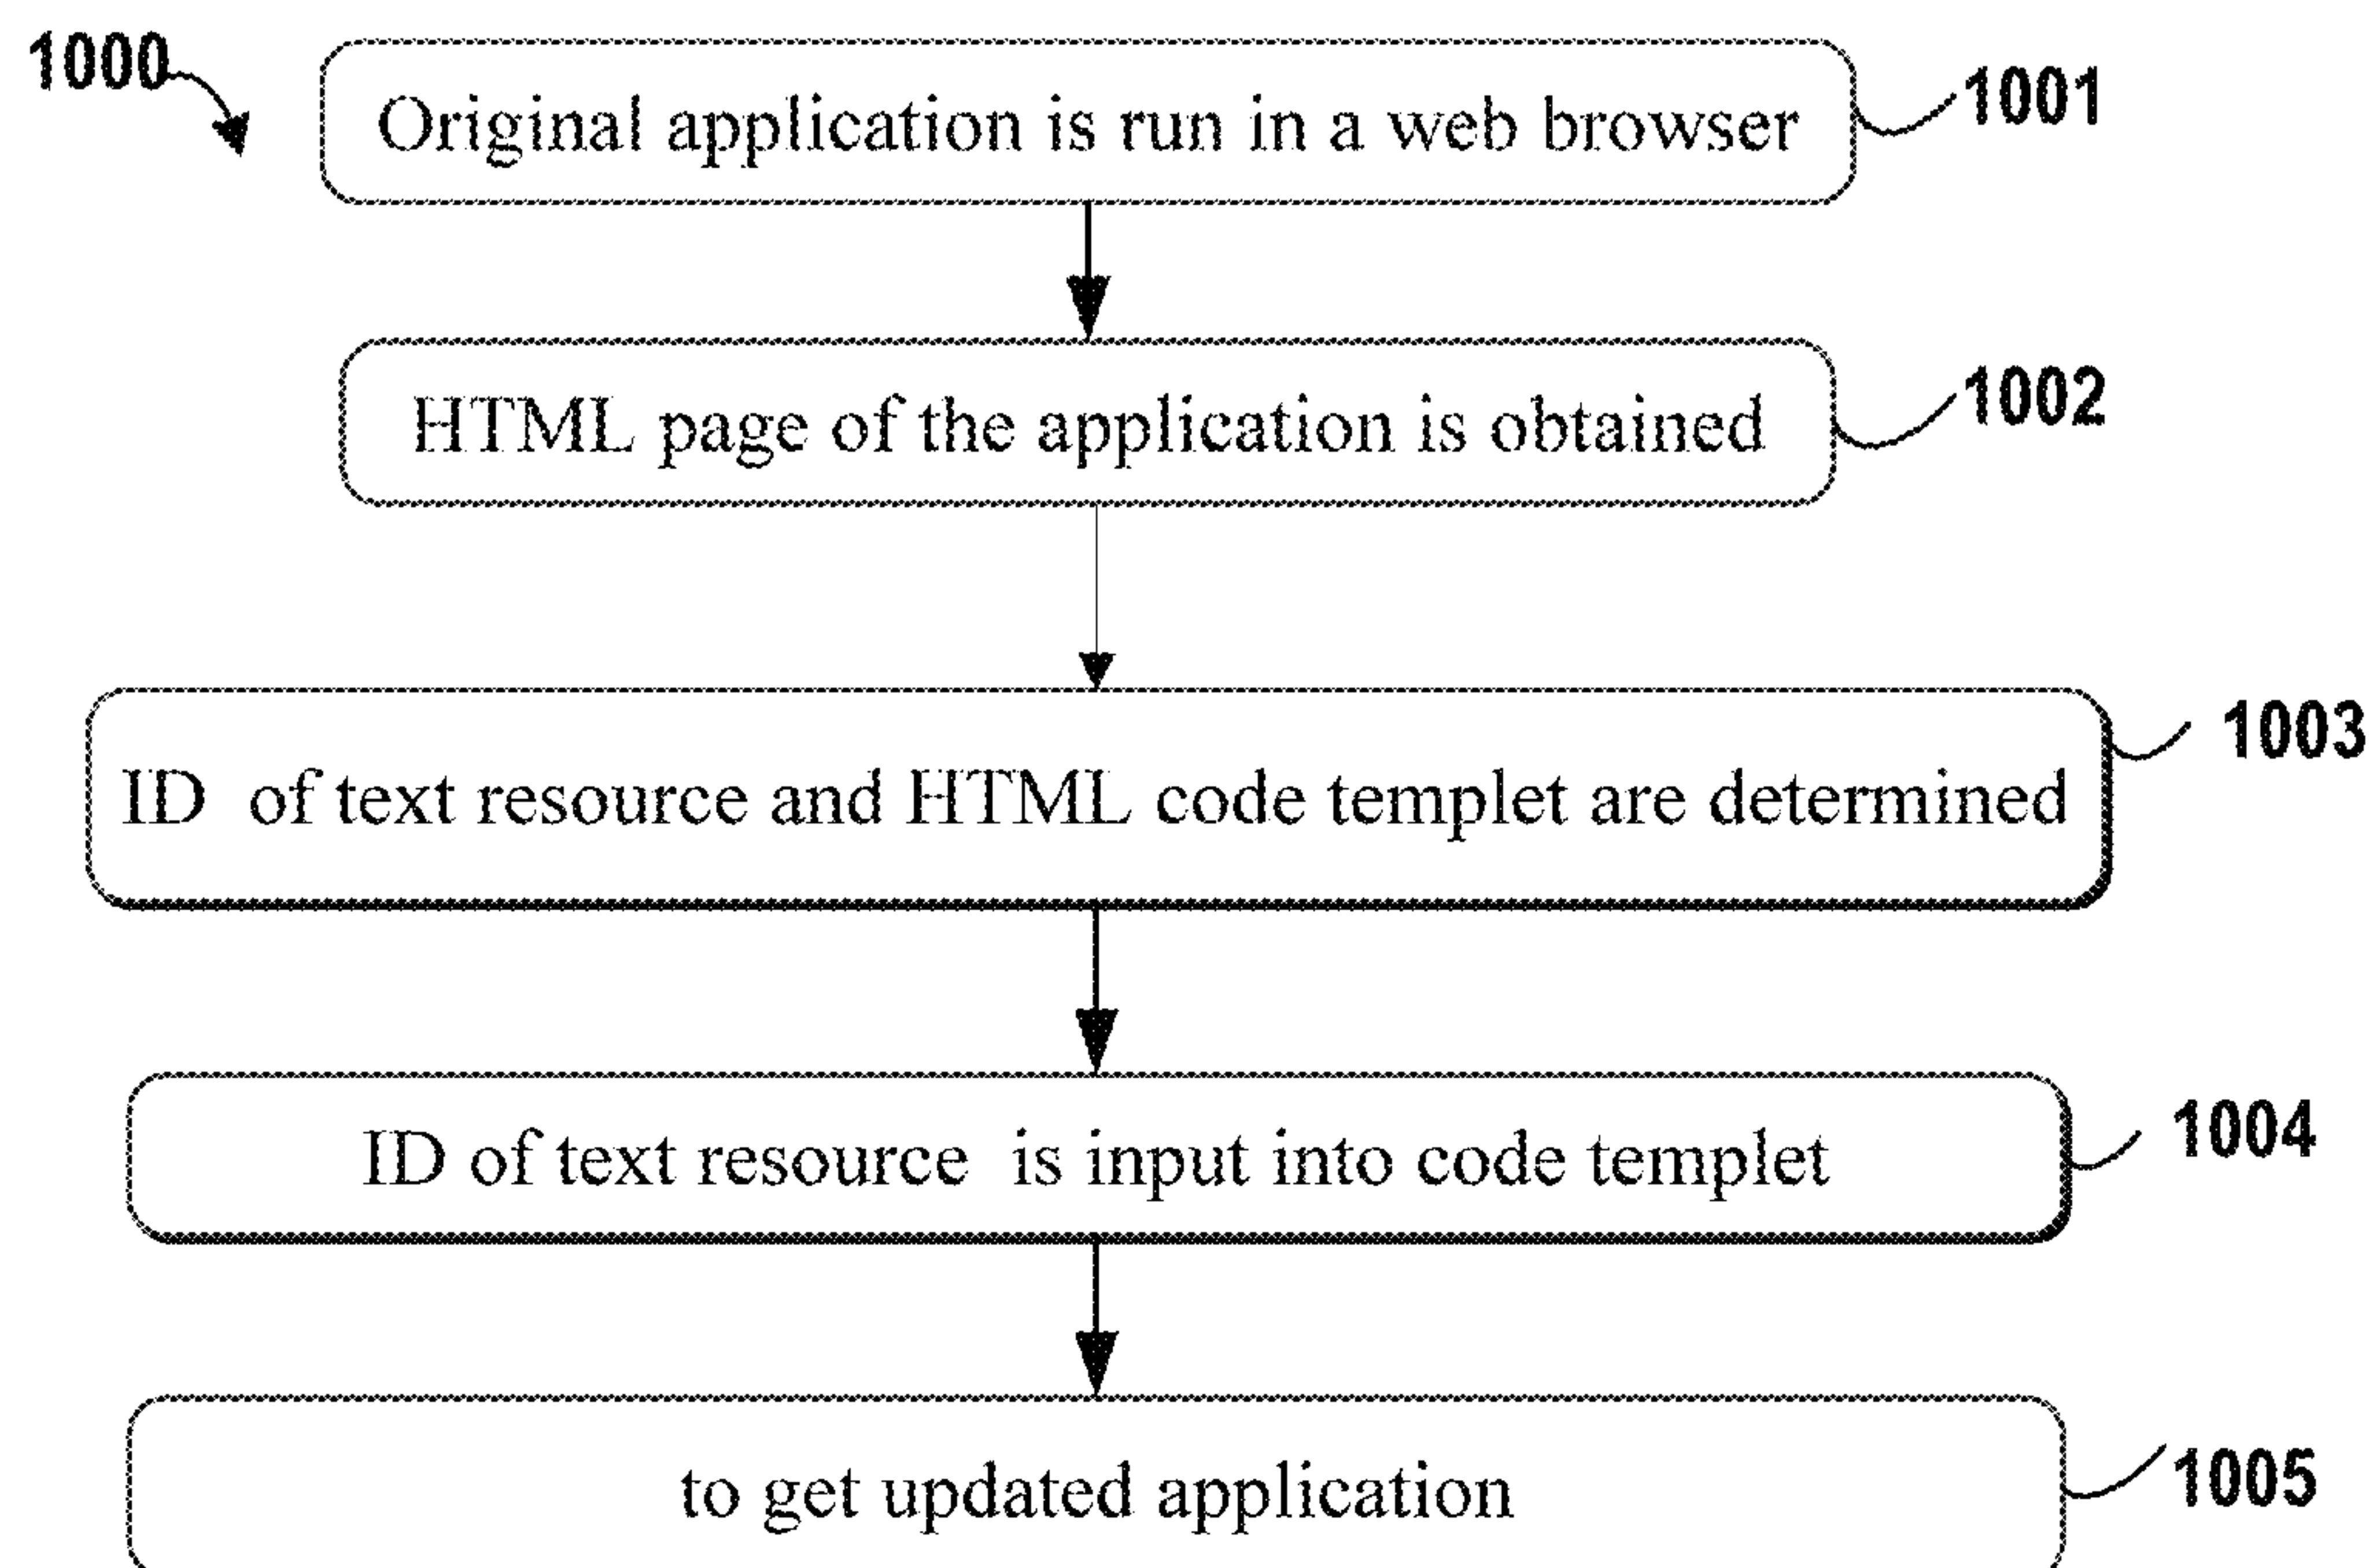 1000
Original application is run in a web browser
1001
HTML page of the application is obtained
1002
ID of text resource and HTML code templet are determined
1003
ID of text resource is input into code templet
1004
to get updated application
1005